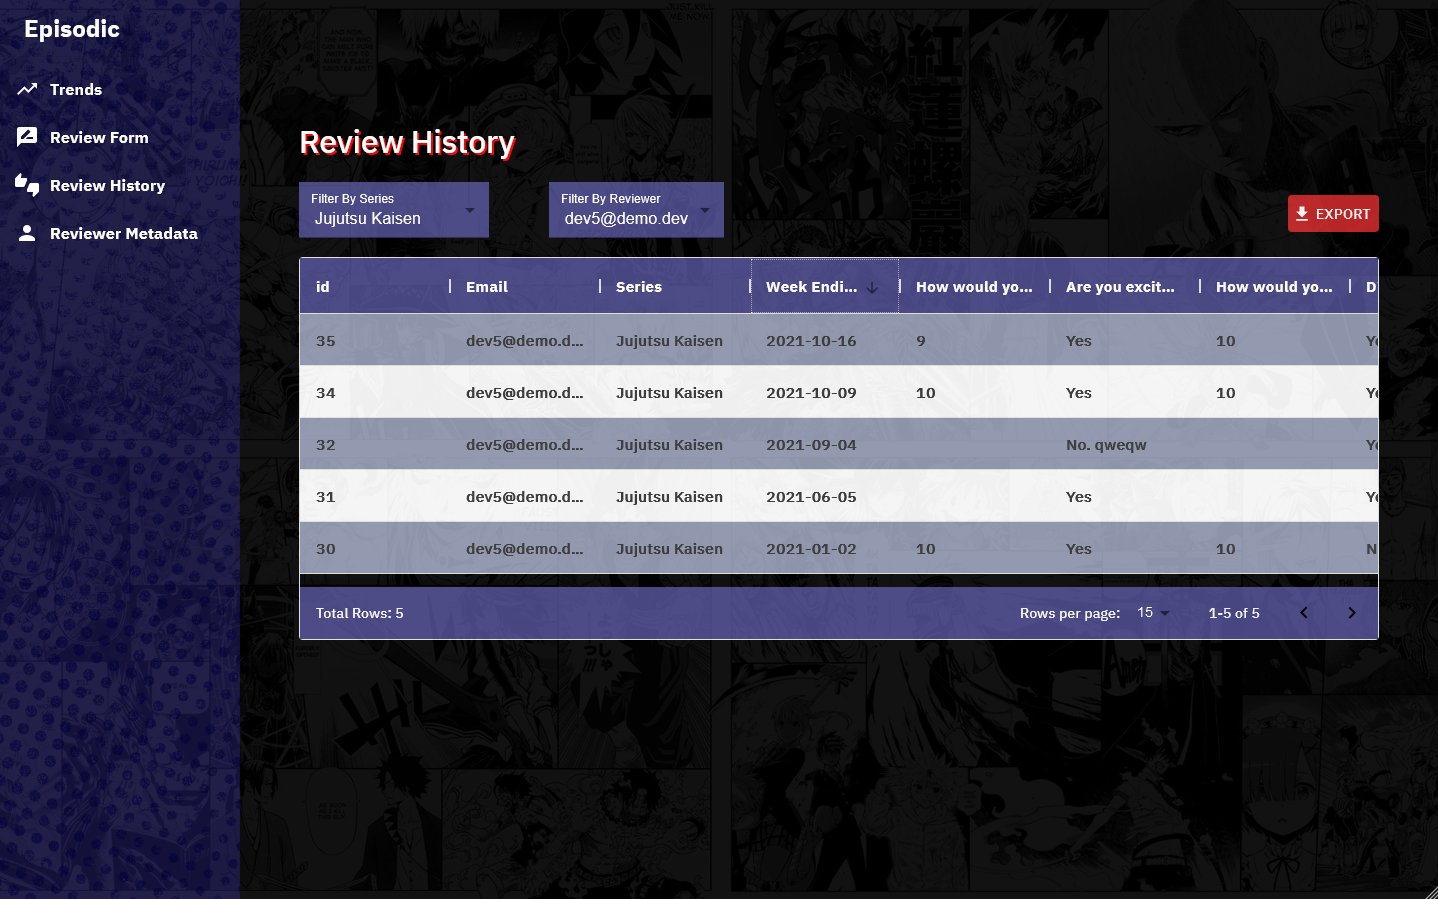 Episodic
Trends
Review Form
Review History
Reviewer Metadata
Review History
Filter By Series
Jujutsu Kaisen
Filter By Reviewer
dev5@demo.dev
EXPORT
id Email Series Week Endi... How would yo... Are you excit... How would yo... D
35 dev5@demo.d... Jujutsu Kaisen 2021-10-16 9 Yes 10
34 dev5@demo.d... Jujutsu Kaisen 2021-10-09 10 Yes 10
32 dev5@demo.d... Jujutsu Kaisen 2021-09-04 No. qweqw
31 dev5@demo.d... Jujutsu Kaisen 2021-06-05 Yes
30 dev5@demo.d... Jujutsu Kaisen 2021-01-02 10 Yes 10 N
Total Rows: 5 Rows per page: 15 1-5 of 5